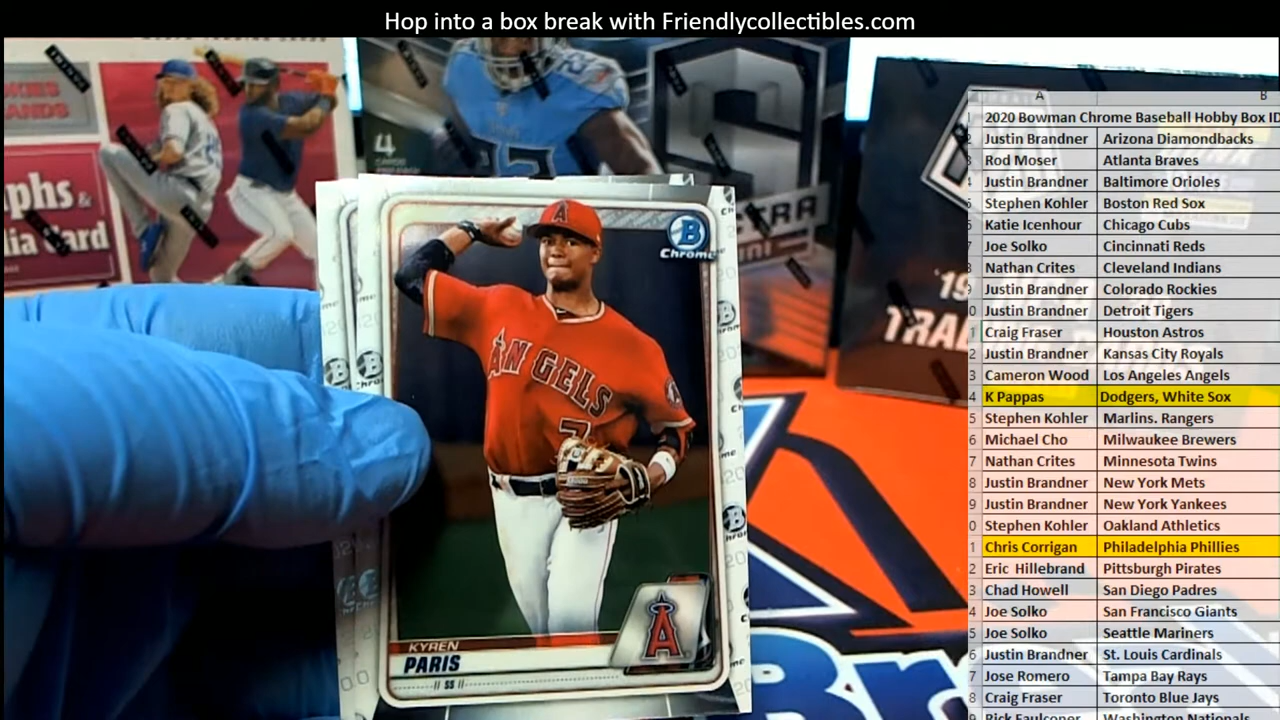 Hop into a box break with Friendlycollectibles.com
4
ANGELS
7
B
Chrome
KYREN
PARIS
SS
A B
2020 Bowman Chrome Baseball Hobby Box ID
Justin Brandner Arizona Diamondbacks
Rod Moser Atlanta Braves
Justin Brandner Baltimore Orioles
Stephen Kohler Boston Red Sox
Katie Icenhour Chicago Cubs
Joe Solko Cincinnati Reds
Nathan Crites Cleveland Indians
Justin Brandner Colorado Rockies
Justin Brandner Detroit Tigers
Craig Fraser Houston Astros
Justin Brandner Kansas City Royals
Cameron Wood Los Angeles Angels
K Pappas Dodgers, White Sox
Stephen Kohler Marlins. Rangers
Michael Cho Milwaukee Brewers
Nathan Crites Minnesota Twins
Justin Brandner New York Mets
Justin Brandner New York Yankees
Stephen Kohler Oakland Athletics
Chris Corrigan Philadelphia Phillies
Eric Hillebrand Pittsburgh Pirates
Chad Howell San Diego Padres
Joe Solko San Francisco Giants
Joe Solko Seattle Mariners
Justin Brandner St. Louis Cardinals
Jose Romero Tampa Bay Rays
Craig Fraser Toronto Blue Jays
Rick Faulconer Washington Nationals